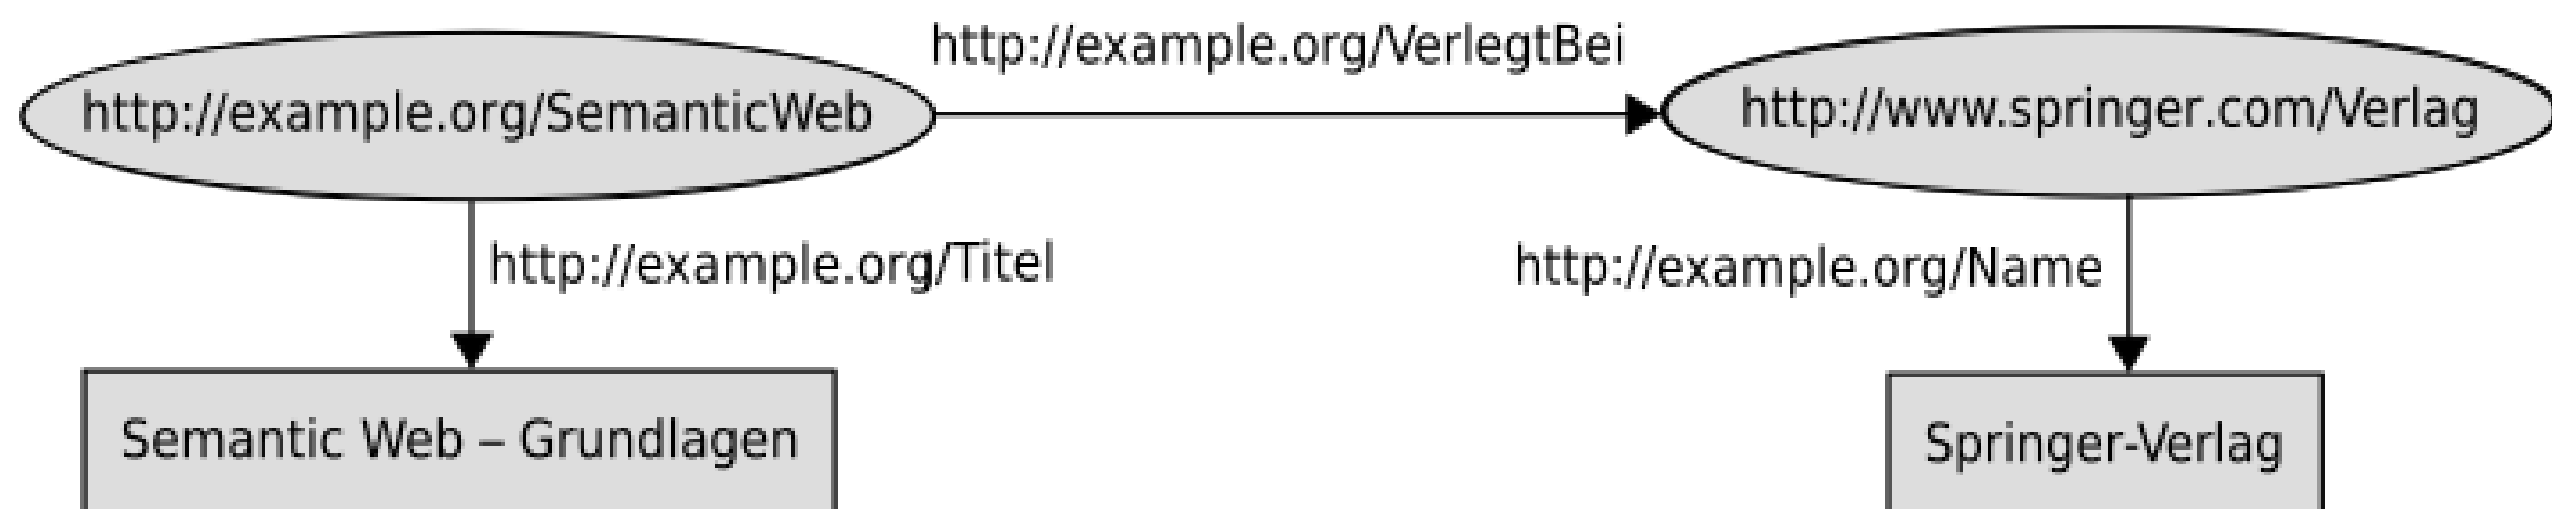 http://example.org/VerlegtBei
http://example.org/SemanticWeb
http://www.springer.com/Verlag
http://example.org/Titel
http://example.org/Name
Semantic Web – Grundlagen
Springer-Verlag